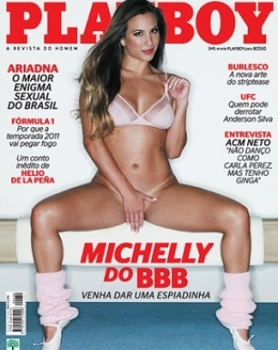 PLAYBOY
A REVISTA DO HOMEM
ARIADNA
O MAIOR
ENIGMA
SEXUAL
DO BRASIL
FÓRMULA 1
Por que a
temporada 2011
vai pegar fogo
Um conto
inédito de
HELIO DE
LA PEÑA
BURLESCO
A nova arte
do striptease
UFC
Quem pode
derrotar
Anderson Silva
ENTREVISTA
ACM NETO
"NÃO DANÇO
COMO
CARLA PEREZ,
MAS TENHO
GINGA"
MICHELLY
DO BBB
VENHA DAR UMA ESPIADINHA